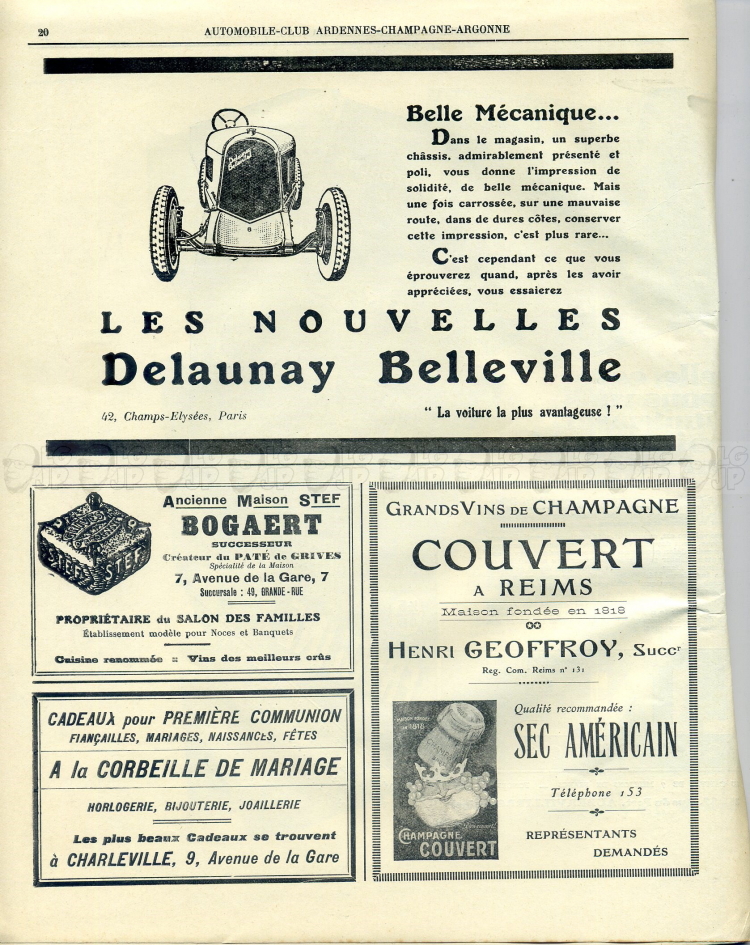 20
AUTOMOBILE-CLUB ARDENNES-CHAMPAGNE-ARGONNE
Belle Mécanique...
Dans le magasin, un superbe
châssis, admirablement présenté et
poli, vous donne l'impression de
solidité, de belle mécanique. Mais
une fois carrossée, sur une mauvaise
route, dans de dures côtes, conserver
cette impression, c'est plus rare...
C'est cependant ce que vous
éprouverez quand, après les avoir
appréciées, vous essaierez
LES NOUVELLES
Delaunay Belleville
42, Champs-Elysées, Paris
" La voiture la plus avantageuse ! "
Ancienne Maison STEF
BOGAERT
SUCCESSEUR
Créateur du PATÉ de GRIVES
Spécialité de la Maison
7, Avenue de la Gare, 7
Succursale : 49, GRANDE-RUE
STEF STEF
PROPRIÉTAIRE du SALON DES FAMILLES
Établissement modèle pour Noces et Banquets
Cuisine renommée = Vins des meilleurs crûs
CADEAUX pour PREMIÈRE COMMUNION
FIANÇAILLES, MARIAGES, NAISSANCES, FÊTES
A la CORBEILLE DE MARIAGE
HORLOGERIE, BIJOUTERIE, JOAILLERIE
Les plus beaux Cadeaux se trouvent
à CHARLEVILLE, 9, Avenue de la Gare
GRANDS VINS DE CHAMPAGNE
COUVERT
A REIMS
Maison fondée en 1818
HENRI GEOFFROY, Succr
Reg. Com. Reims n° 131
MAISON FONDÉE
EN 1818
CHAMPAGNE
COUVERT
Qualité recommandée :
SEC AMÉRICAIN
Téléphone 153
REPRÉSENTANTS
DEMANDÉS